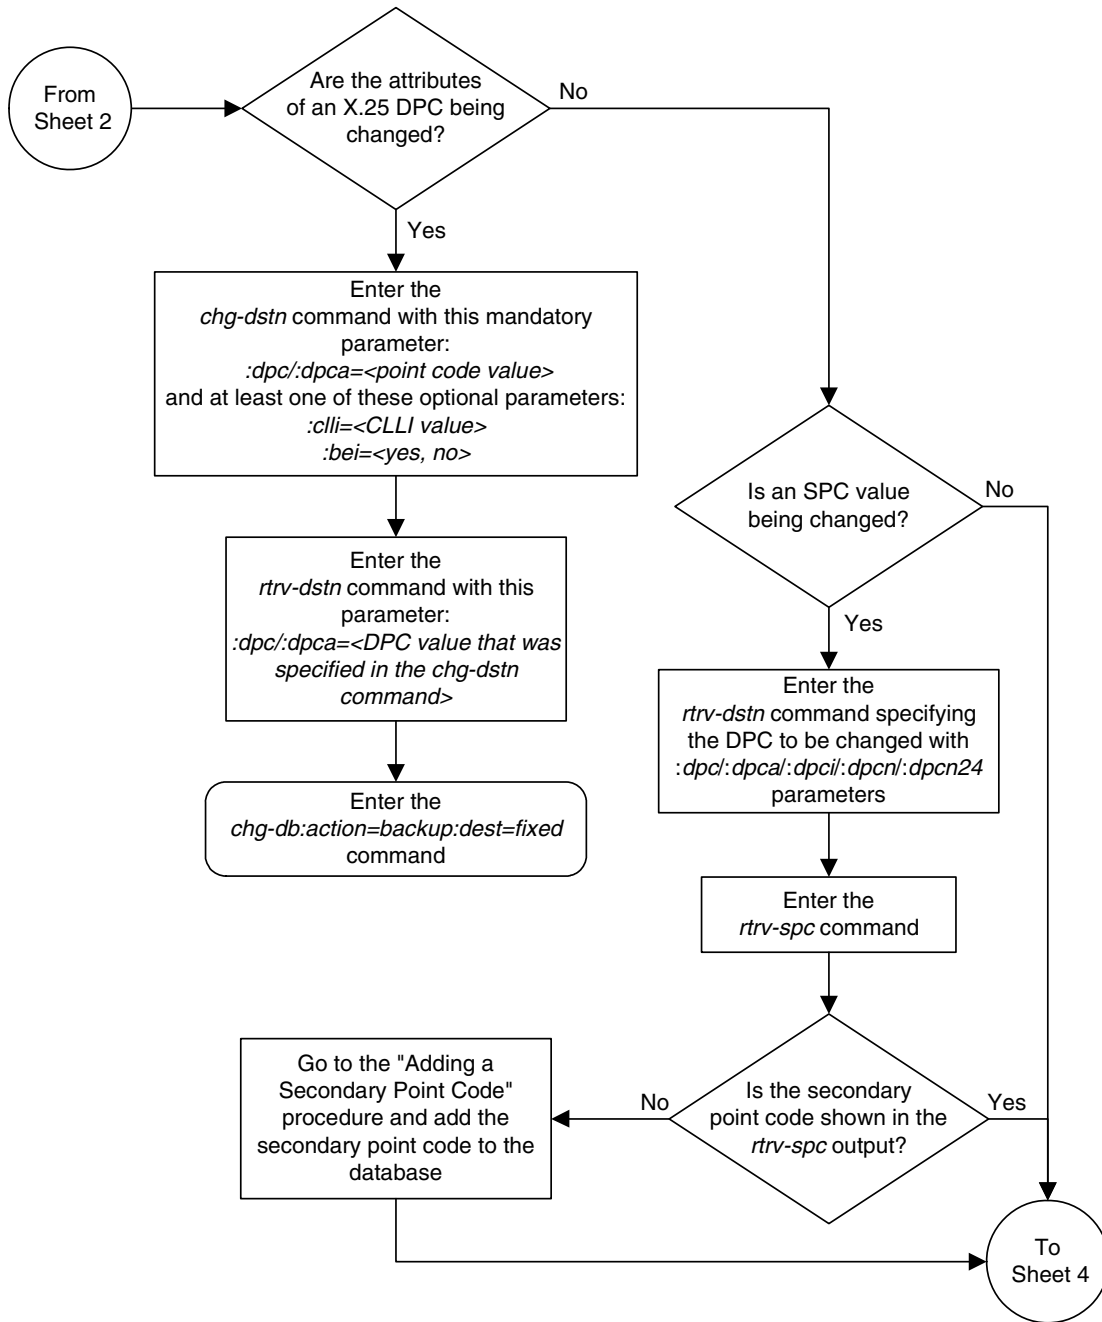 From
Sheet 2
Are the attributes
of an X.25 DPC being
changed?
No
Yes
Enter the
chg-dstn command with this mandatory
parameter:
:dpc/:dpca=<point code value>
and at least one of these optional parameters:
:clli=<CLLI value>
:bei=<yes, no>
Enter the
rtrv-dstn command with this
parameter:
:dpc/:dpca=<DPC value that was
specified in the chg-dstn
command>
Enter the
chg-db:action=backup:dest=fixed
command
Is an SPC value
being changed?
No
Yes
Enter the
rtrv-dstn command specifying
the DPC to be changed with
:dpc/:dpca/:dpci/:dpcn/:dpcn24
parameters
Enter the
rtrv-spc command
Is the secondary
point code shown in the
rtrv-spc output?
No
Yes
Go to the "Adding a
Secondary Point Code"
procedure and add the
secondary point code to the
database
To
Sheet 4